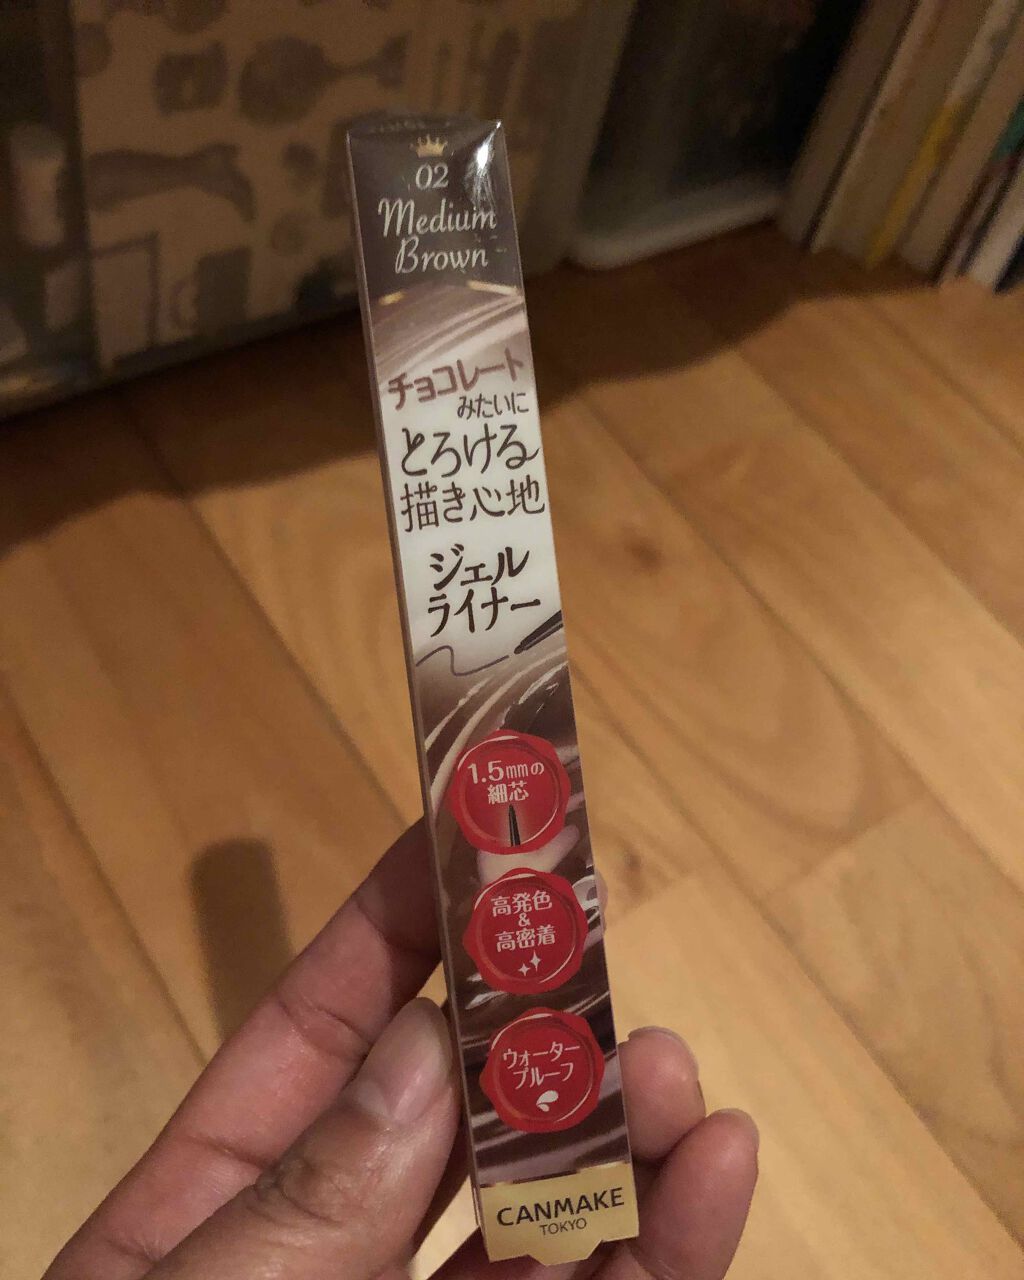 02
Medium
Brown
チョコレート
みたいに
とろける
描き心地
ジェル
ライナー
1.5mmの
細芯
高発色
&
高密着
ウォーター
プルーフ
CANMAKE
TOKYO